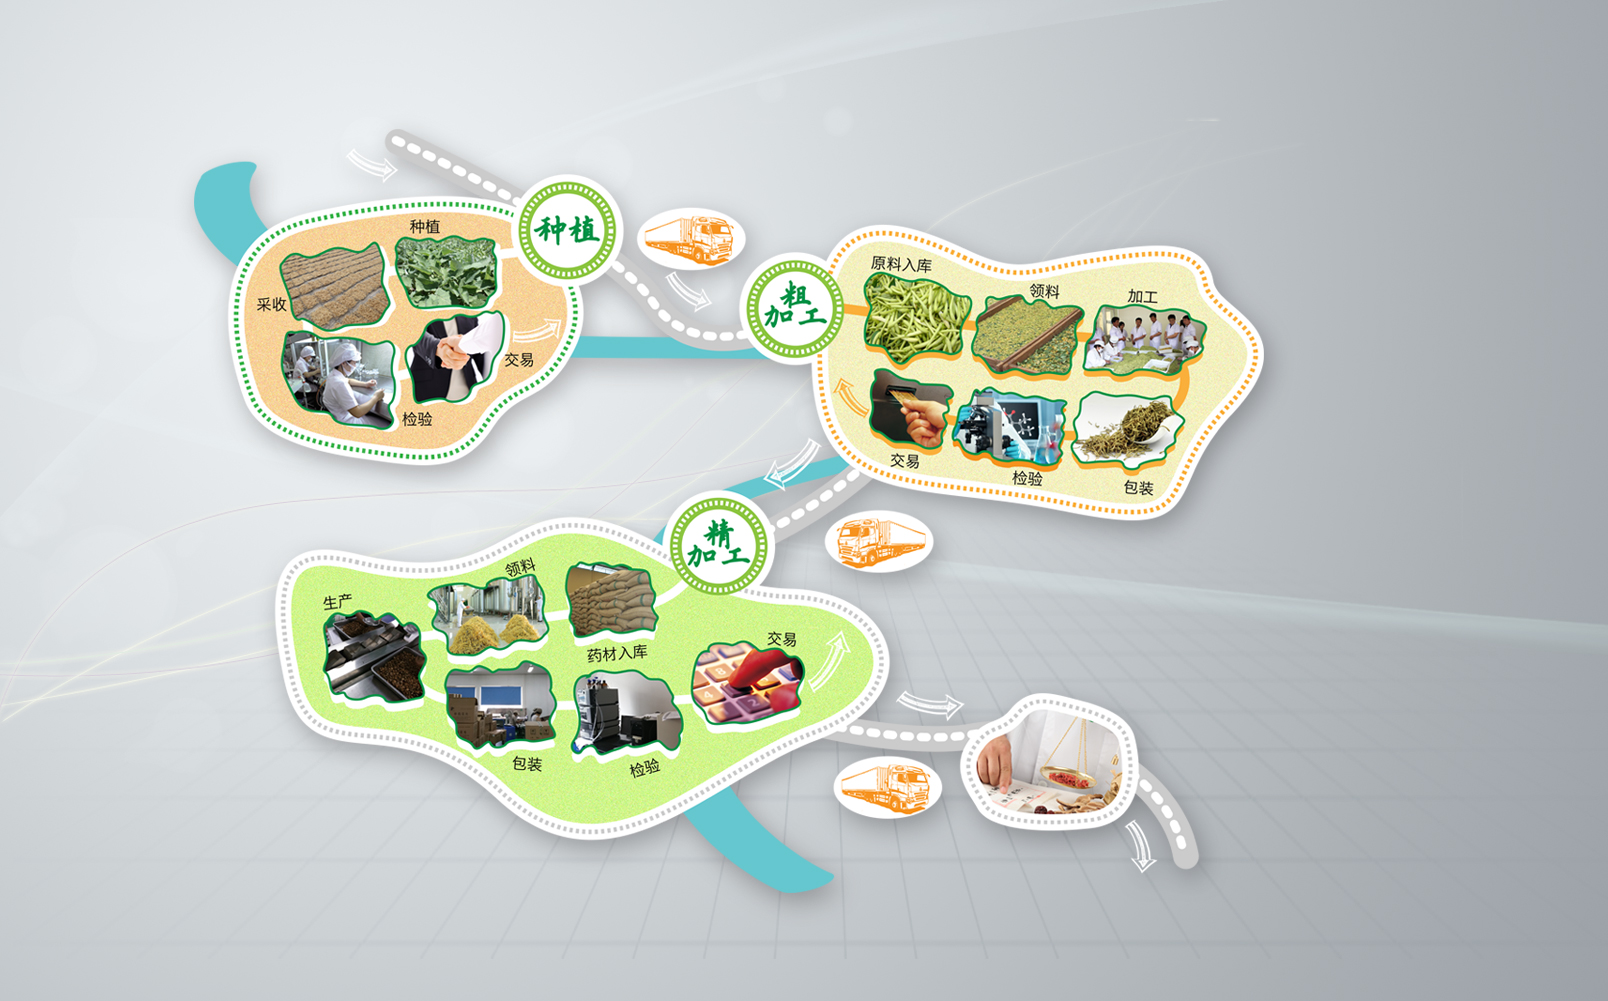 种植
种植
采收
检验
交易
粗
加工
原料入库
领料
加工
包装
检验
交易
精
加工
药材入库
领料
生产
包装
检验
交易